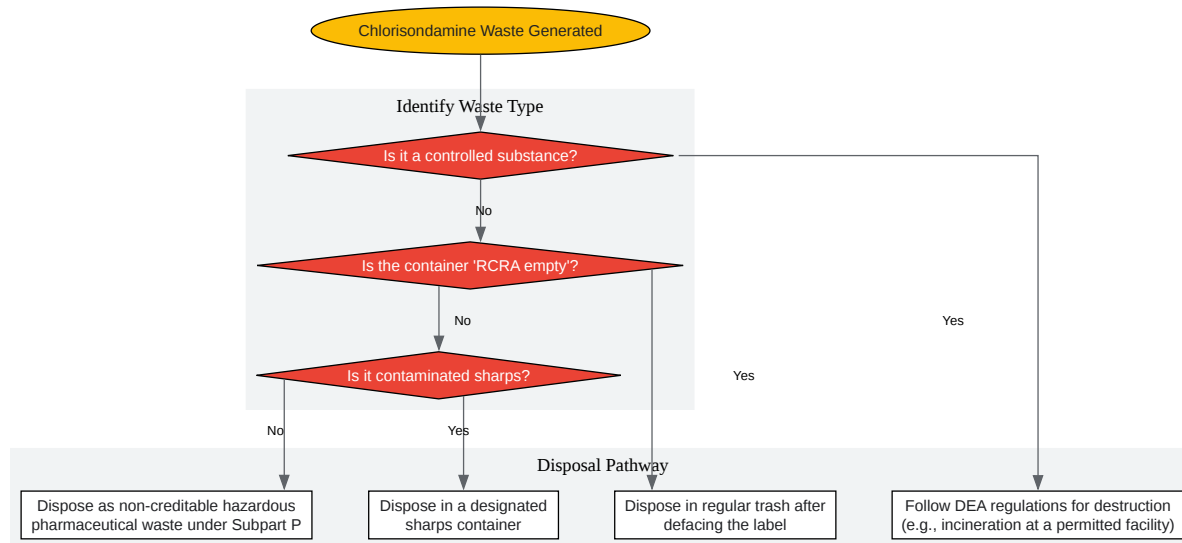 Chlorisondamine Waste Generated
Identify Waste Type
Is it a controlled substance?
No
Is the container 'RCRA empty'?
No
Yes
Is it contaminated sharps?
Yes
No
Yes
Disposal Pathway
Dispose as non-creditable hazardous
pharmaceutical waste under Subpart P
Dispose in a designated
sharps container
Dispose in regular trash after
defacing the label
Follow DEA regulations for destruction
(e.g., incineration at a permitted facility)